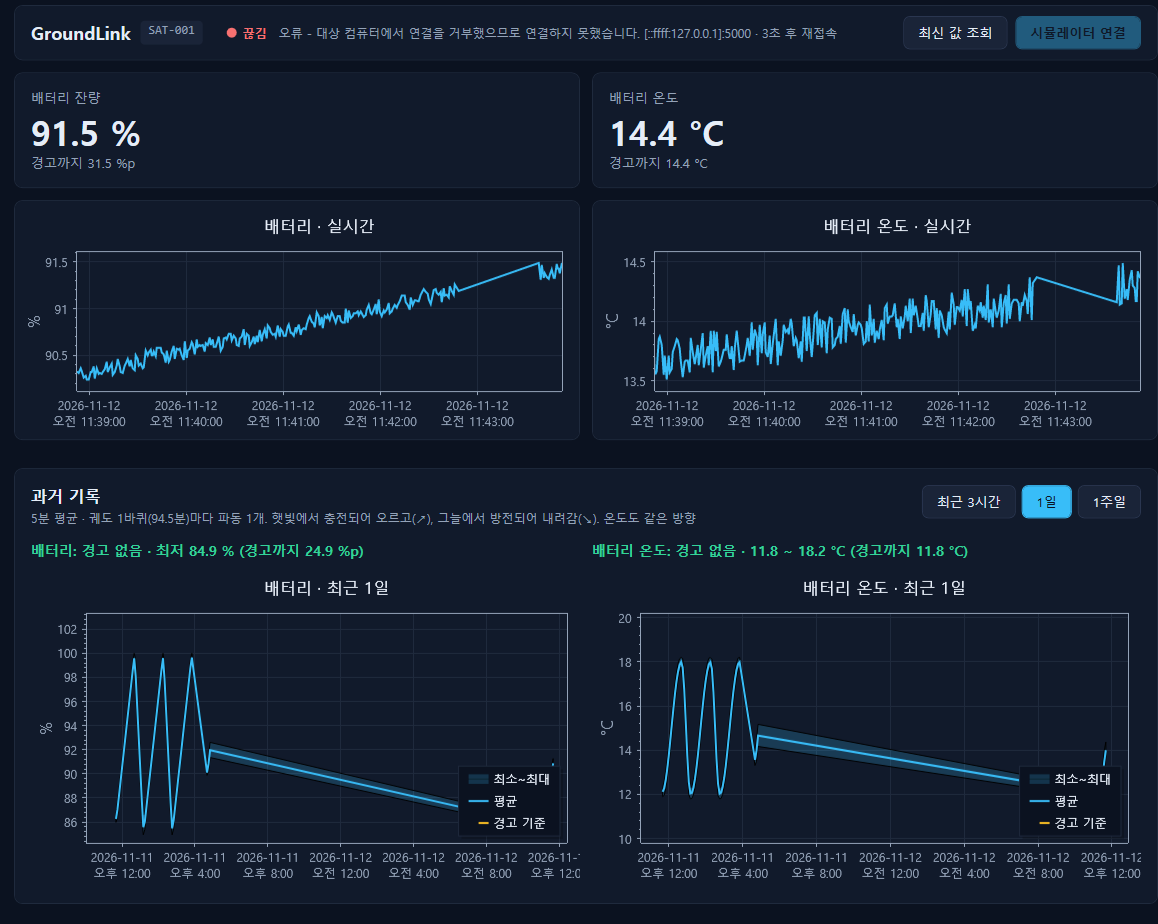 GroundLink SAT-001 끊김 오류 - 대상 컴퓨터에서 연결을 거부했으므로 연결하지 못했습니다. [::ffff:127.0.0.1]:5000 · 3초 후 재접속 최신 값 조회 시뮬레이터 연결
배터리 잔량
91.5 %
경고까지 31.5 %p
배터리 온도
14.4 °C
경고까지 14.4 °C
배터리 · 실시간
91.5
91
90.5
%
2026-11-12 2026-11-12 2026-11-12 2026-11-12 2026-11-12
오전 11:39:00 오전 11:40:00 오전 11:41:00 오전 11:42:00 오전 11:43:00
배터리 온도 · 실시간
14.5
14
13.5
°C
2026-11-12 2026-11-12 2026-11-12 2026-11-12 2026-11-12
오전 11:39:00 오전 11:40:00 오전 11:41:00 오전 11:42:00 오전 11:43:00
과거 기록 최근 3시간 1일 1주일
5분 평균 · 궤도 1바퀴(94.5분)마다 파동 1개. 햇빛에서 충전되어 오르고(↗), 그늘에서 방전되어 내려감(↘). 온도도 같은 방향
배터리: 경고 없음 · 최저 84.9 % (경고까지 24.9 %p)
배터리 · 최근 1일
102
100
98
96
94
92
90
88
86
%
최소~최대
평균
경고 기준
2026-11-11 2026-11-11 2026-11-11 2026-11-12 2026-11-12 2026-11-12 2026-11-1
오후 12:00 오후 4:00 오후 8:00 오전 12:00 오전 4:00 오전 8:00 오후 12:0
배터리 온도: 경고 없음 · 11.8 ~ 18.2 °C (경고까지 11.8 °C)
배터리 온도 · 최근 1일
20
18
16
14
12
10
°C
최소~최대
평균
경고 기준
2026-11-11 2026-11-11 2026-11-11 2026-11-12 2026-11-12 2026-11-12 2026-11-12
오후 12:00 오후 4:00 오후 8:00 오전 12:00 오전 4:00 오전 8:00 오후 12:00